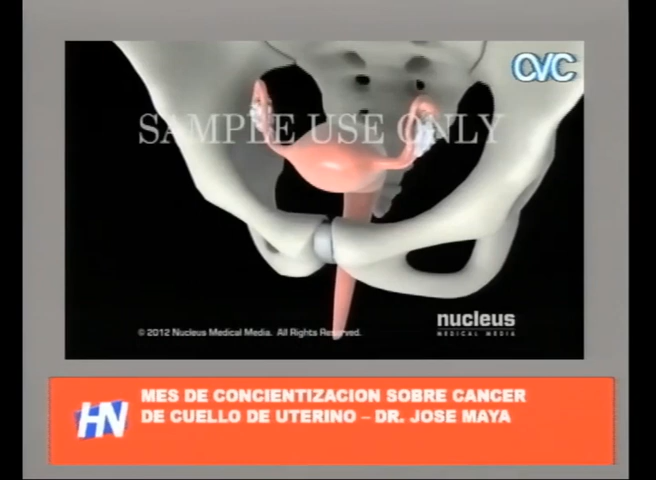 CVC
SAMPLE USE ONLY
© 2012 Nucleus Medical Media. All Rights Reserved.
nucleus
MEDICAL MEDIA
HN
MES DE CONCIENTIZACION SOBRE CANCER
DE CUELLO DE UTERINO – DR. JOSE MAYA